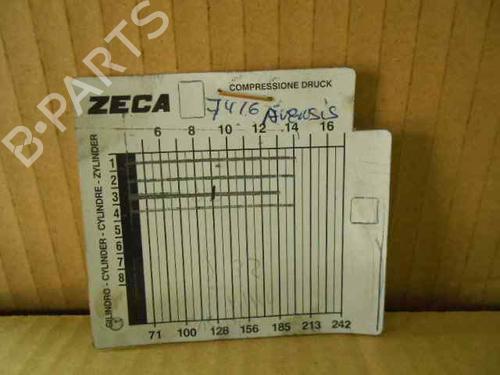 B-PARTS
COMPRESSIONE DRUCK
ZECA
7416 AVENSIS
6 8 10 12 14 16
CILINDRO - CYLINDER - CYLINDRE - ZYLINDER
1
2
3
4
5
6
7
8
71 100 128 156 185 213 242